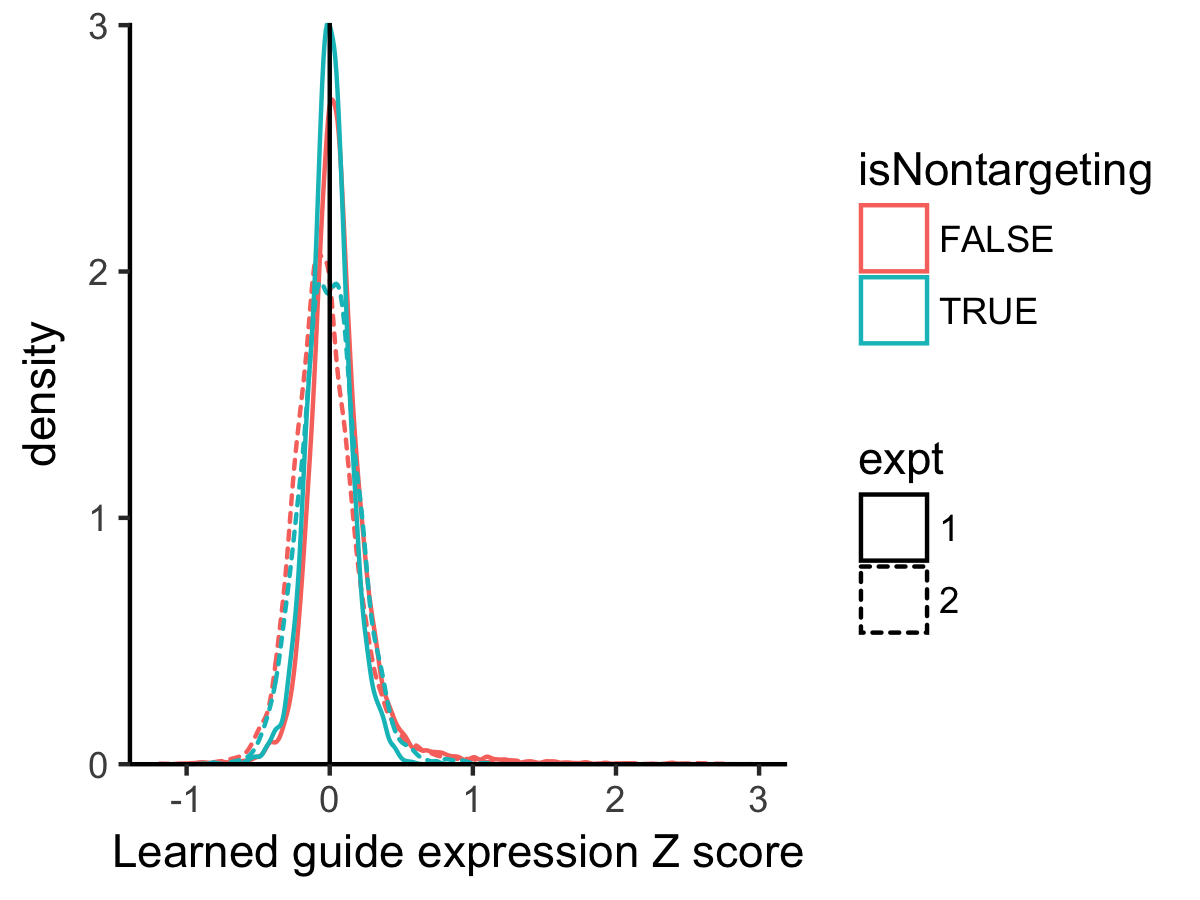 3
2
1
0
density
-1
0
1
2
3
Learned guide expression Z score
isNontargeting
FALSE
TRUE
expt
1
2